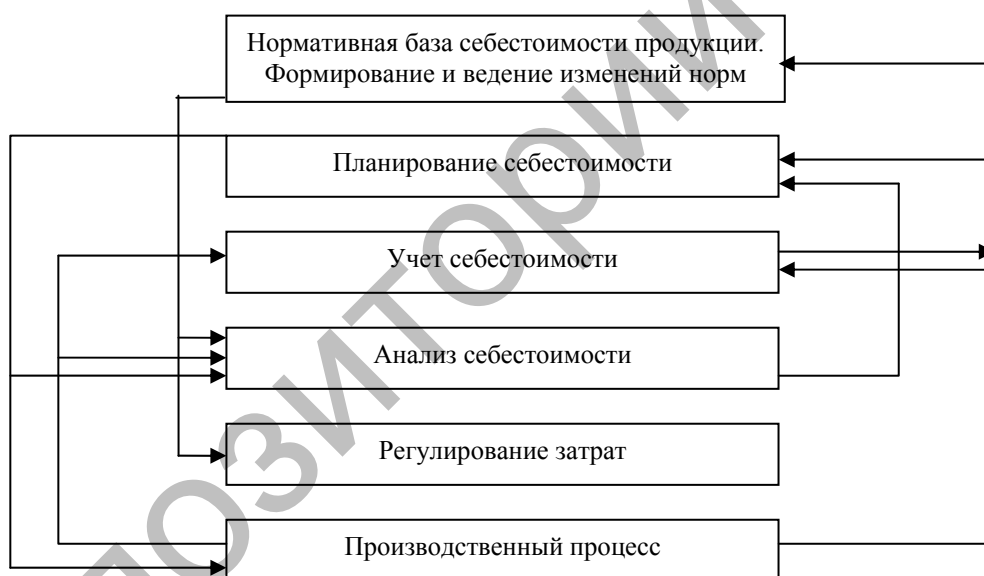 Нормативная база себестоимости продукции.
Формирование и ведение изменений норм
Планирование себестоимости
Учет себестоимости
Анализ себестоимости
Регулирование затрат
Производственный процесс